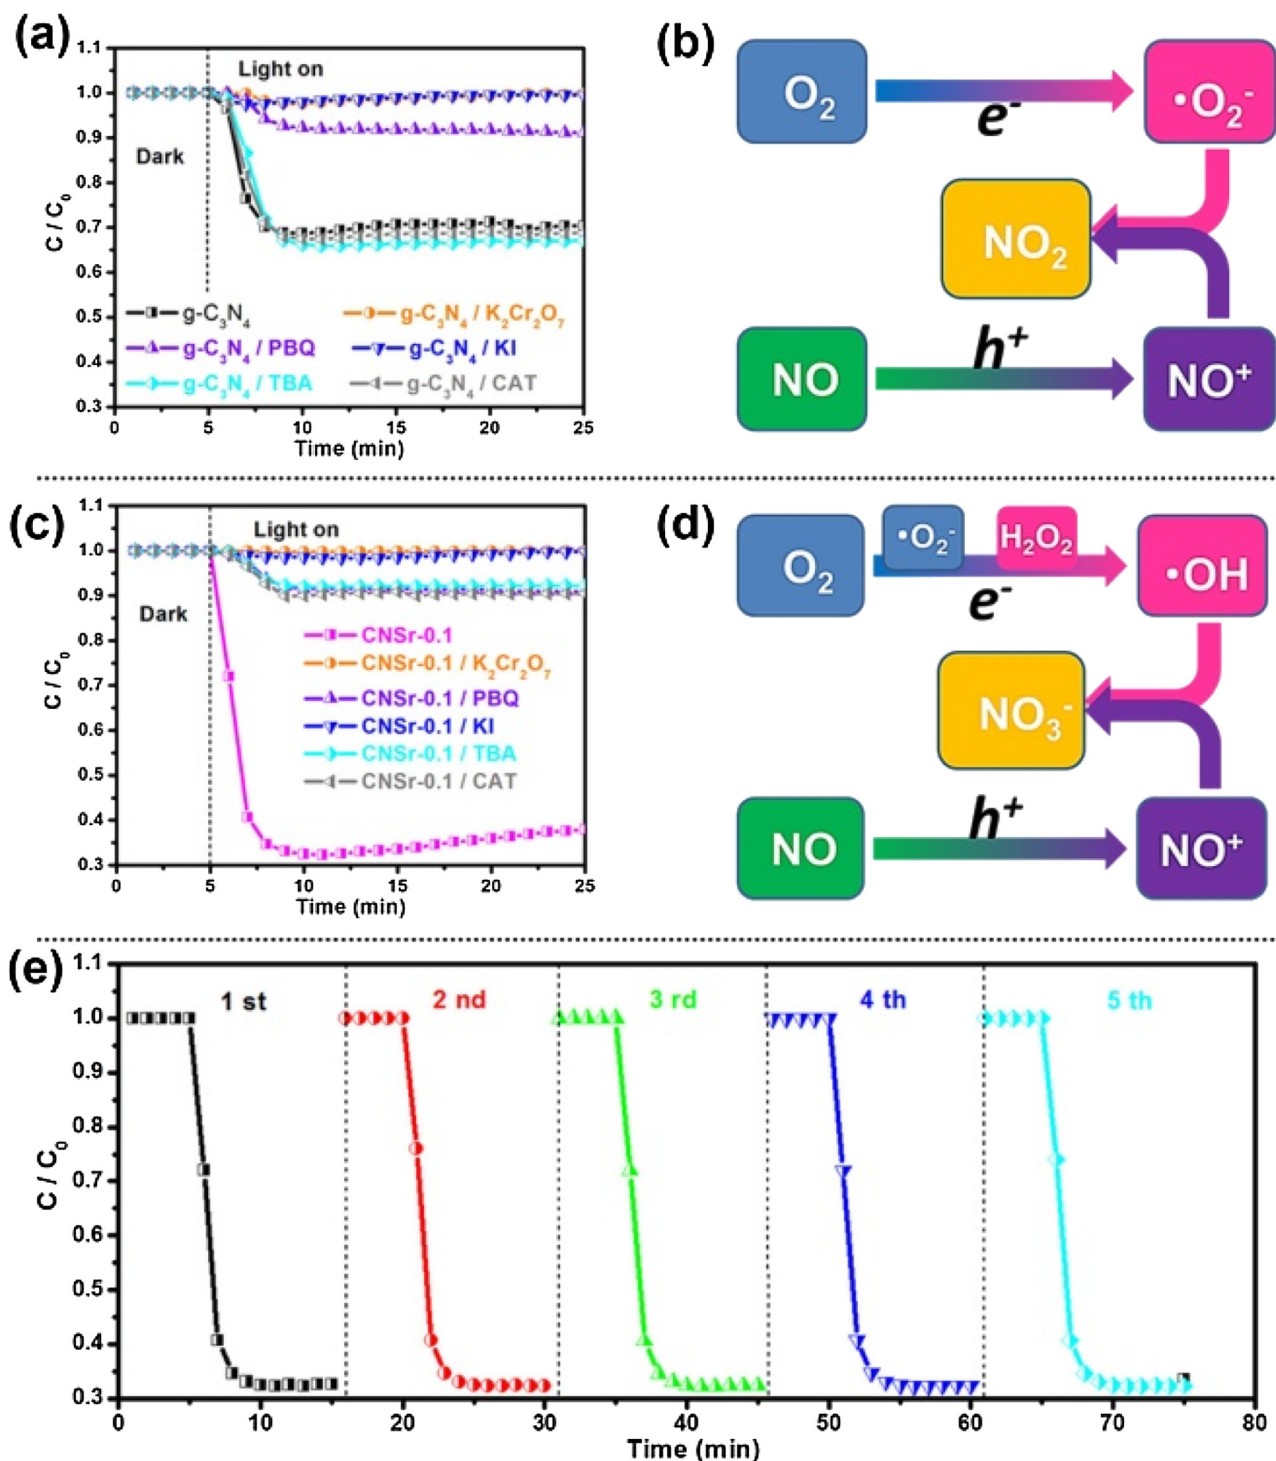 (a)
1.1
1.0
0.9
0.8
0.7
0.6
0.5
0.4
0.3
C / C₀
Light on
Dark
g-C₃N₄
g-C₃N₄ / K₂Cr₂O₇
g-C₃N₄ / PBQ
g-C₃N₄ / KI
g-C₃N₄ / TBA
g-C₃N₄ / CAT
0 5 10 15 20 25
Time (min)
(b)
O₂
e⁻
•O₂⁻
NO₂
NO
h⁺
NO⁺
(c)
1.1
1.0
0.9
0.8
0.7
0.6
0.5
0.4
0.3
C / C₀
Light on
Dark
CNSr-0.1
CNSr-0.1 / K₂Cr₂O₇
CNSr-0.1 / PBQ
CNSr-0.1 / KI
CNSr-0.1 / TBA
CNSr-0.1 / CAT
0 5 10 15 20 25
Time (min)
(d)
O₂
•O₂⁻
H₂O₂
e⁻
•OH
NO₃⁻
NO
h⁺
NO⁺
(e)
1.1
1.0
0.9
0.8
0.7
0.6
0.5
0.4
0.3
C / C₀
1 st
2 nd
3 rd
4 th
5 th
0 10 20 30 40 50 60 70 80
Time (min)